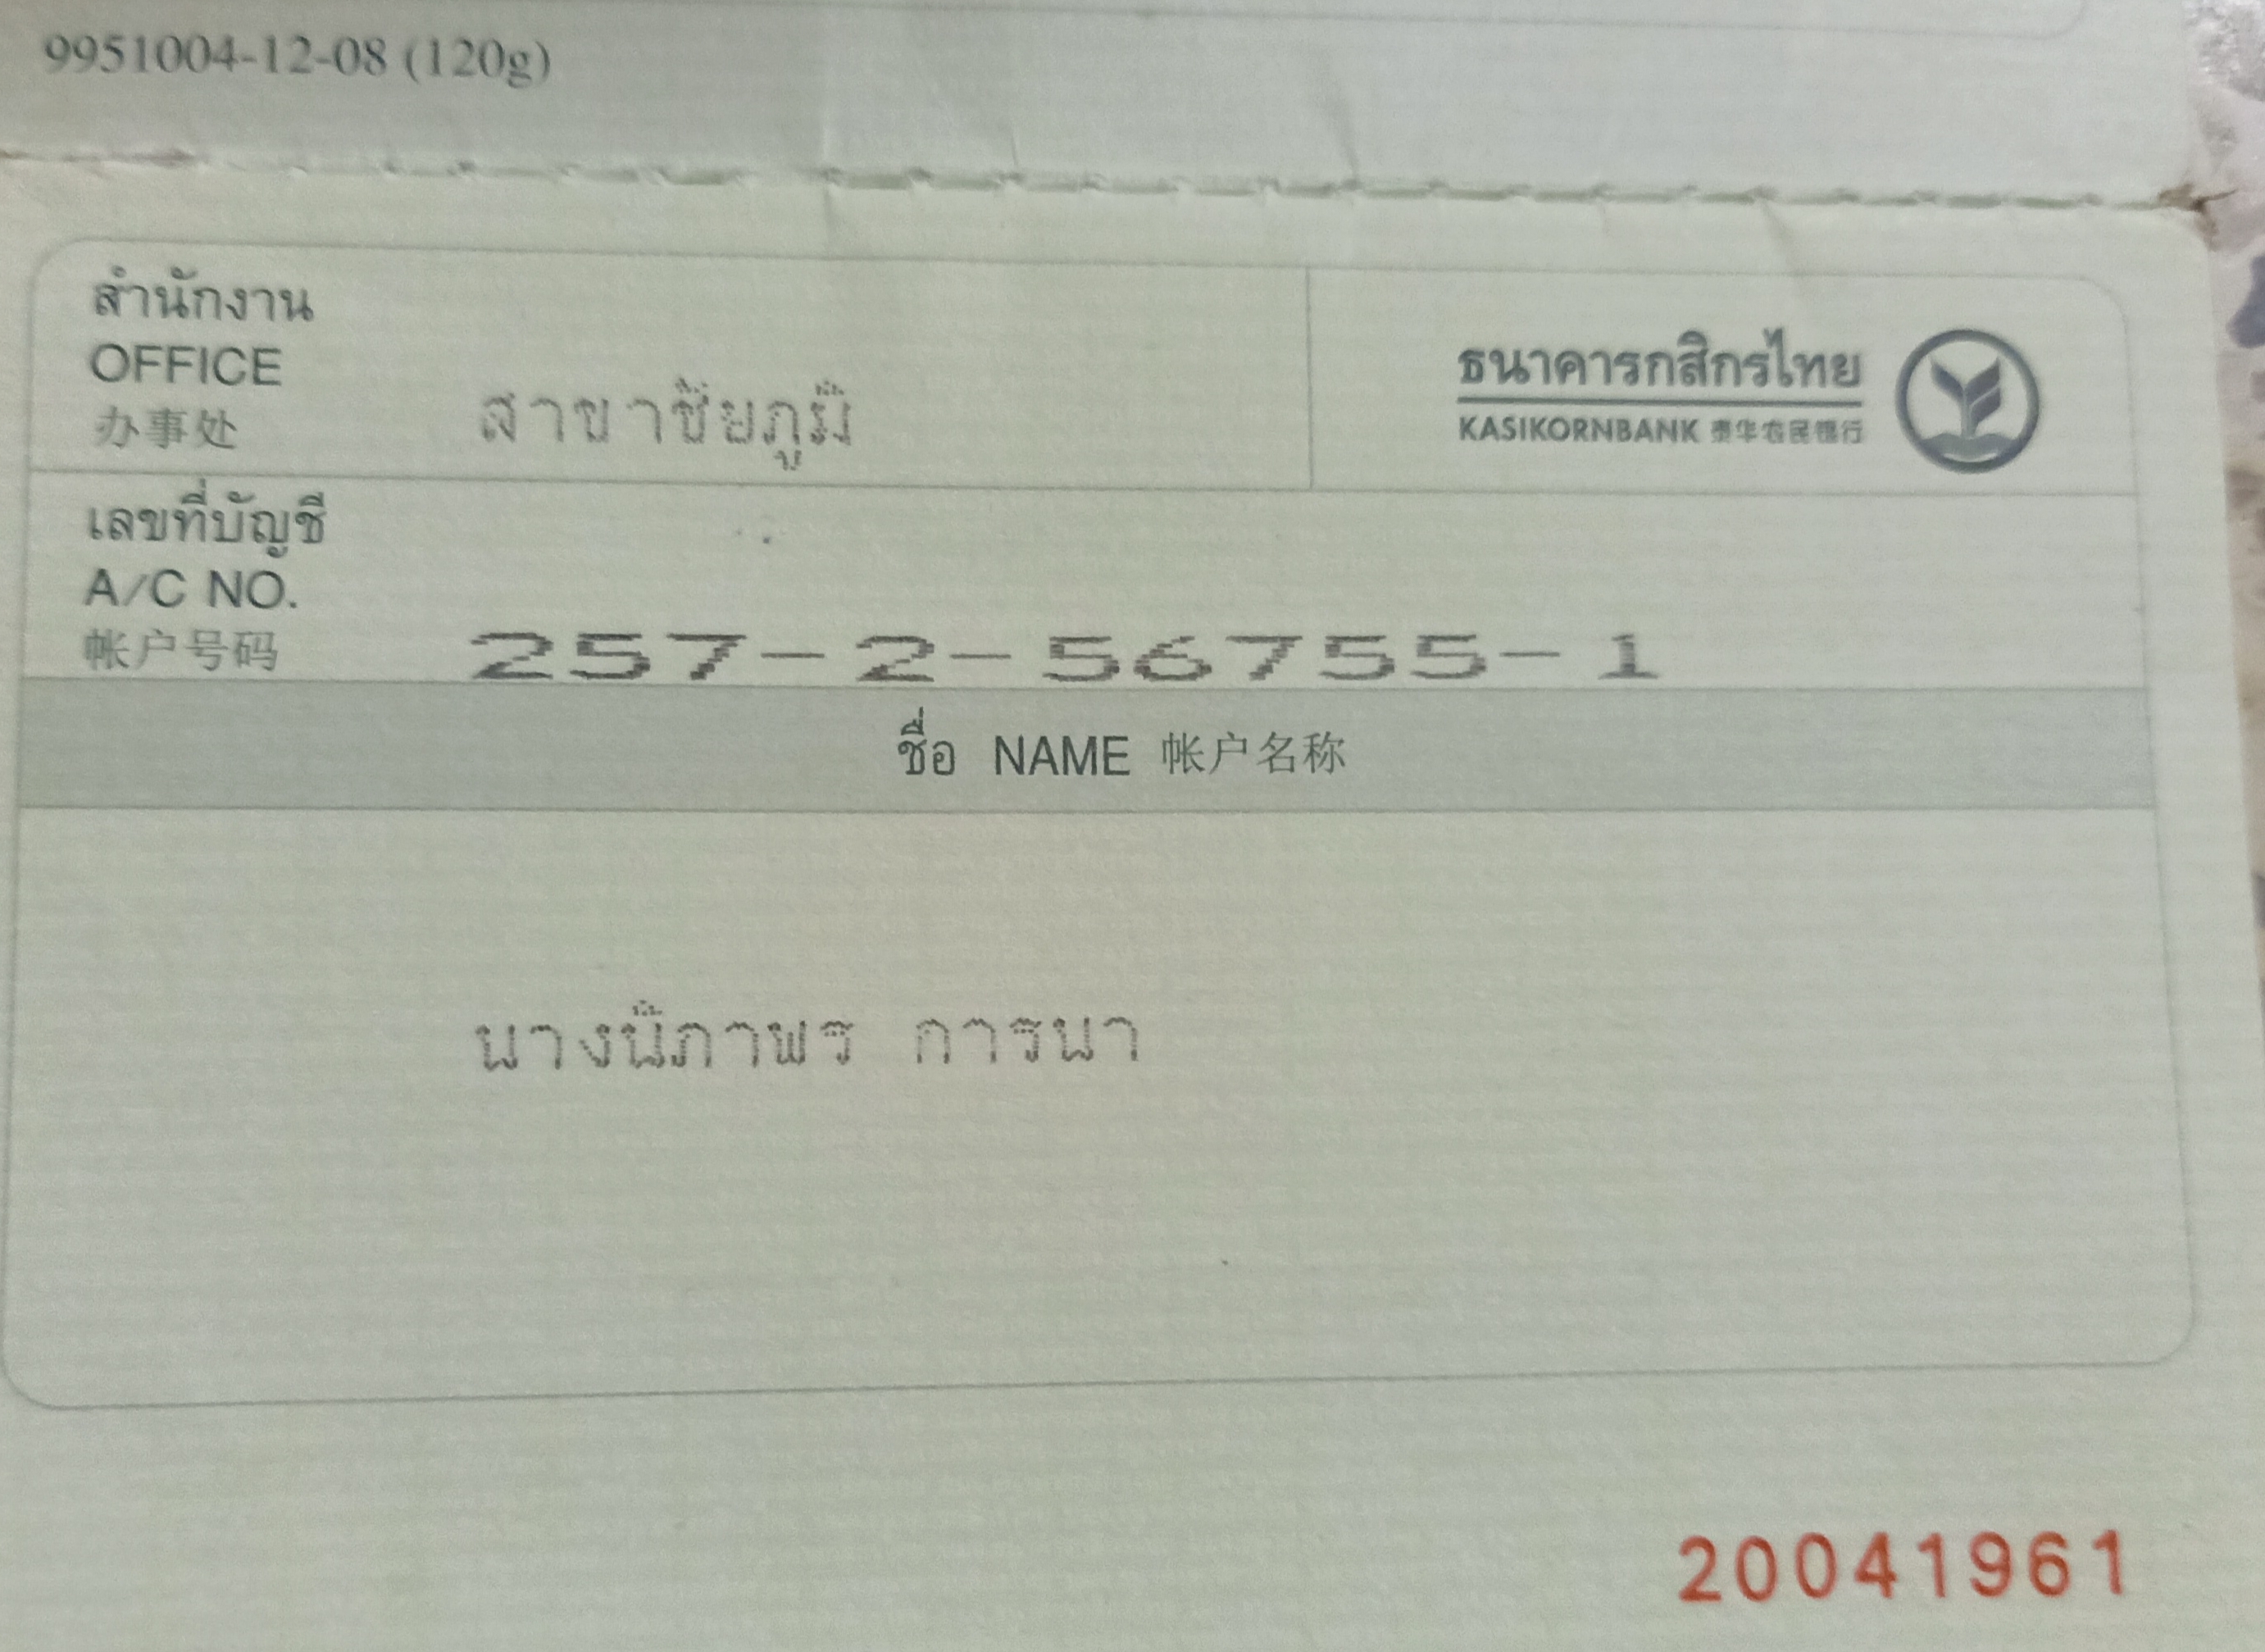 9951004-12-08 (120g)
สำนักงาน
OFFICE
办事处
สาขาชัยภูมิ
ธนาคารกสิกรไทย
KASIKORNBANK 泰华农民银行
เลขที่บัญชี
A/C NO.
帐户号码
257-2-56755-1
ชื่อ NAME 帐户名称
นางนิภาพร การนา
20041961